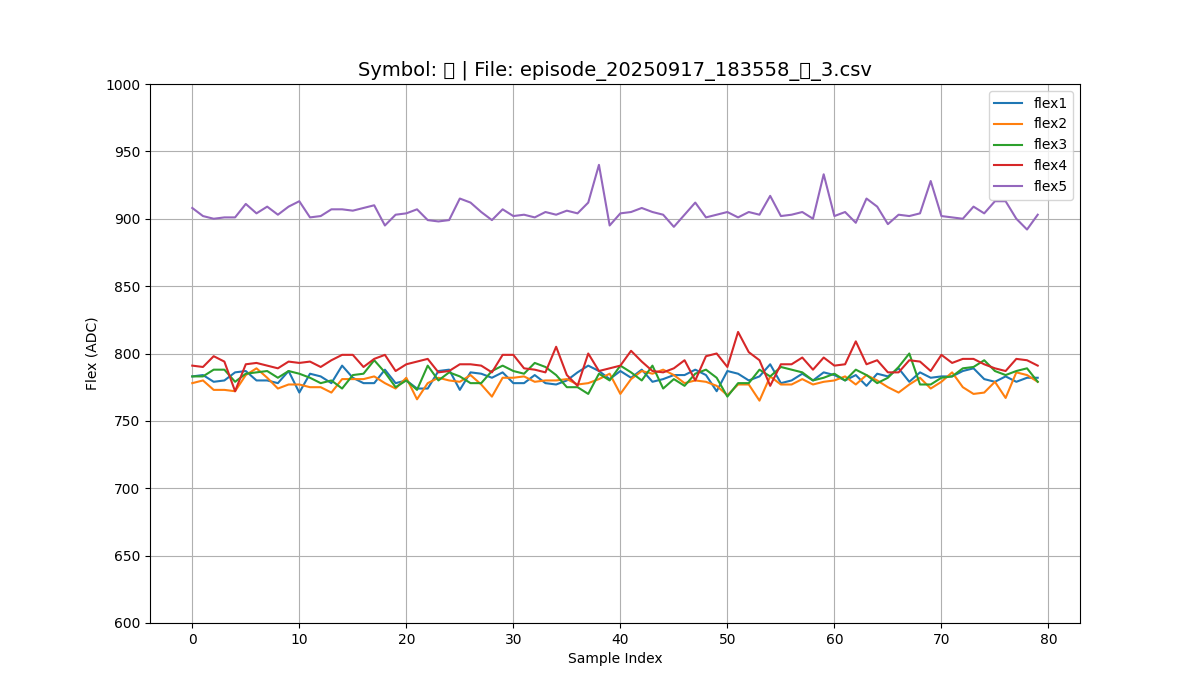 Symbol: | File: episode_20250917_183558_ _3.csv
1000
950
900
850
800
750
700
650
600
Flex (ADC)
0 10 20 30 40 50 60 70 80
Sample Index
flex1
flex2
flex3
flex4
flex5